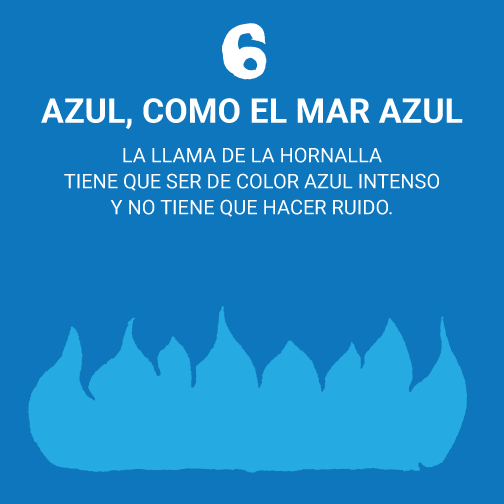 6
AZUL, COMO EL MAR AZUL
LA LLAMA DE LA HORNALLA
TIENE QUE SER DE COLOR AZUL INTENSO
Y NO TIENE QUE HACER RUIDO.